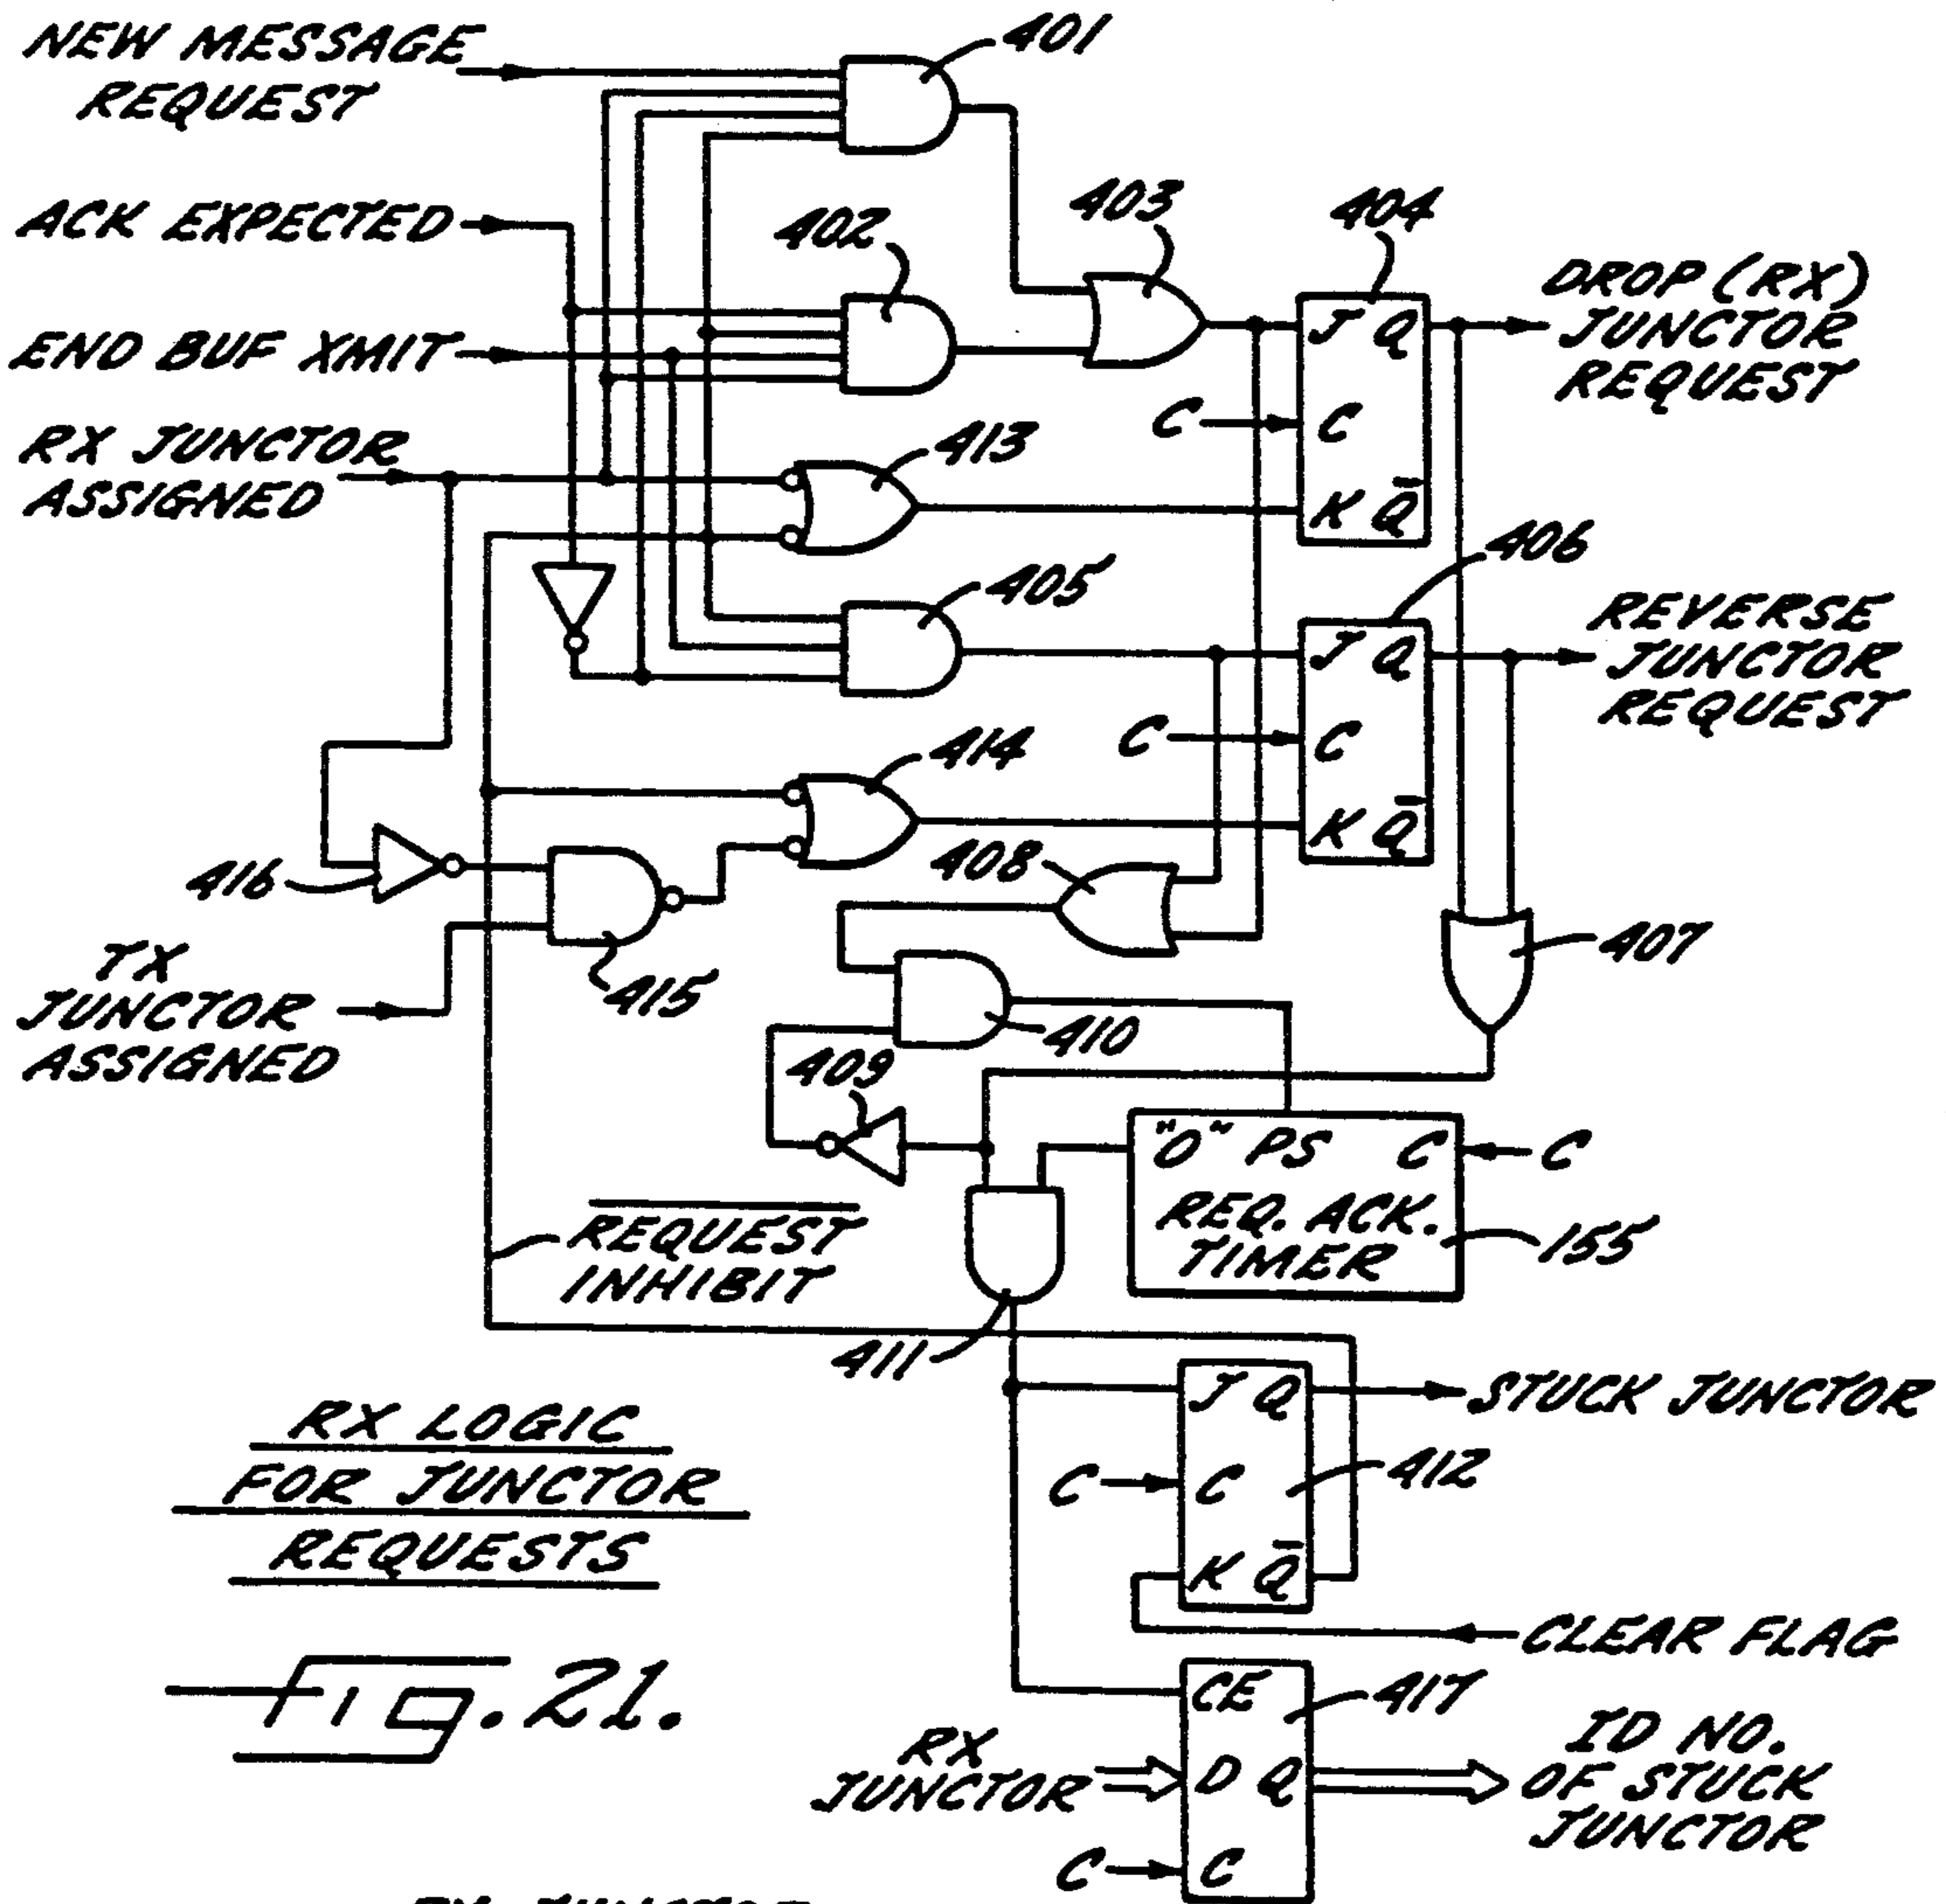 NEW MESSAGE
REQUEST
401
ACK EXPECTED
402
403
404
DROP (RX)
JUNCTOR
REQUEST
END BUF XMIT
J Q
C
C
K Q̅
RX JUNCTOR
ASSIGNED
413
406
405
REVERSE
JUNCTOR
REQUEST
J Q
C
C
K Q̅
414
416
408
407
TX
JUNCTOR
ASSIGNED
415
410
409
"0" PS C
C
REQ. ACK.
TIMER
155
REQUEST
INHIBIT
411
J Q
STUCK JUNCTOR
C
C
412
K Q̅
CLEAR FLAG
RX LOGIC
FOR JUNCTOR
REQUESTS
Fig. 21.
CE
417
RX
JUNCTOR
D Q
ID NO.
OF STUCK
JUNCTOR
C
C